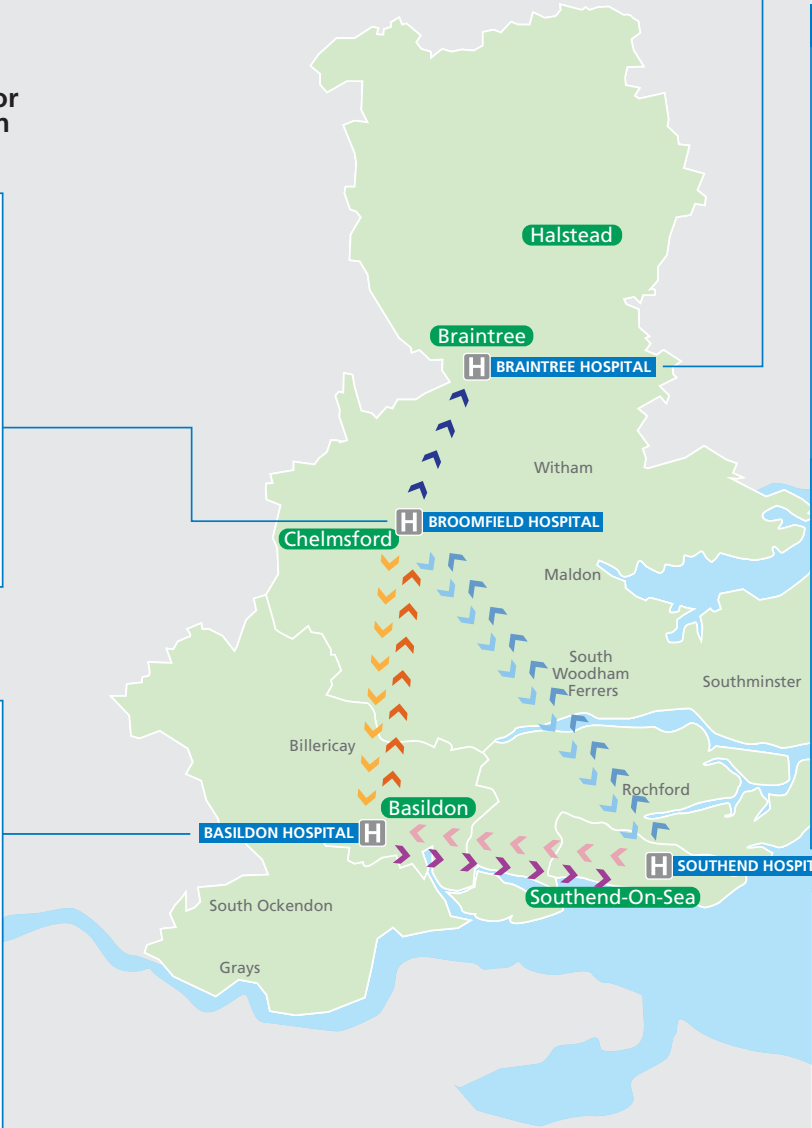 or
n
Halstead
Braintree
H BRAINTREE HOSPITAL
Witham
H BROOMFIELD HOSPITAL
Chelmsford
Maldon
South
Woodham
Ferrers
Southminster
Billericay
Rochford
Basildon
BASILDON HOSPITAL H
H SOUTHEND HOSPIT
Southend-On-Sea
South Ockendon
Grays